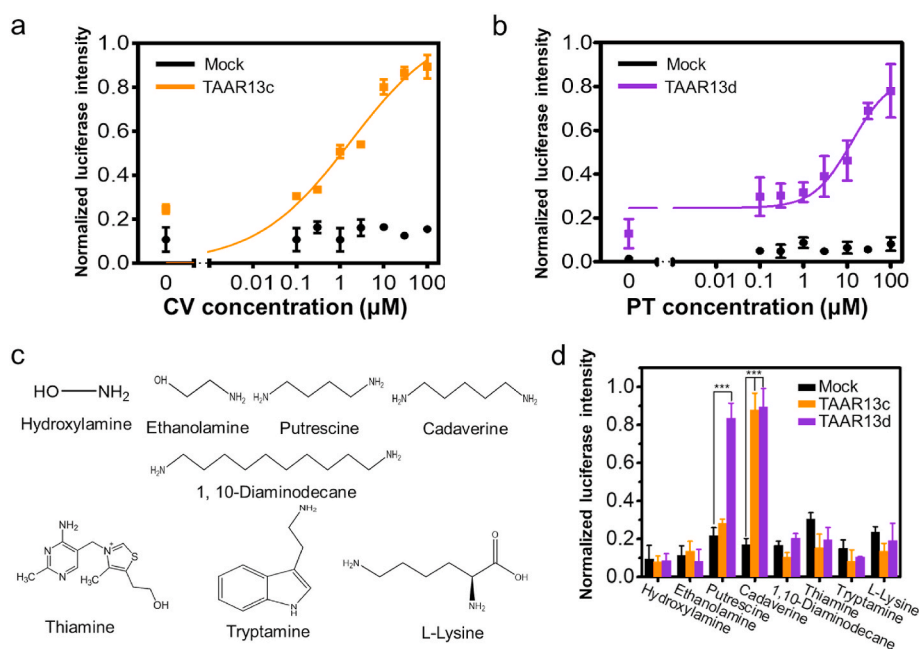 a
Normalized luciferase intensity
1.0
0.8
0.6
0.4
0.2
0.0
Mock
TAAR13c
0
0.01
0.1
1
10
100
CV concentration (µM)
b
Normalized luciferase intensity
1.0
0.8
0.6
0.4
0.2
0.0
Mock
TAAR13d
0
0.01
0.1
1
10
100
PT concentration (µM)
c
HO NH₂
Hydroxylamine
OH
NH₂
Ethanolamine
NH₂
H₂N
Putrescine
H₂N NH₂
Cadaverine
H₂N NH₂
1, 10-Diaminodecane
NH₂
N
N
H₃C
N⁺
S
H₃C
OH
Thiamine
NH₂
N
H
Tryptamine
O
H₂N
OH
NH₂
L-Lysine
d
Normalized luciferase intensity
1.0
0.8
0.6
0.4
0.2
0.0
***
***
Mock
TAAR13c
TAAR13d
Hydroxylamine
Ethanolamine
Putrescine
Cadaverine
1,10-Diaminodecane
Thiamine
Tryptamine
L-Lysine